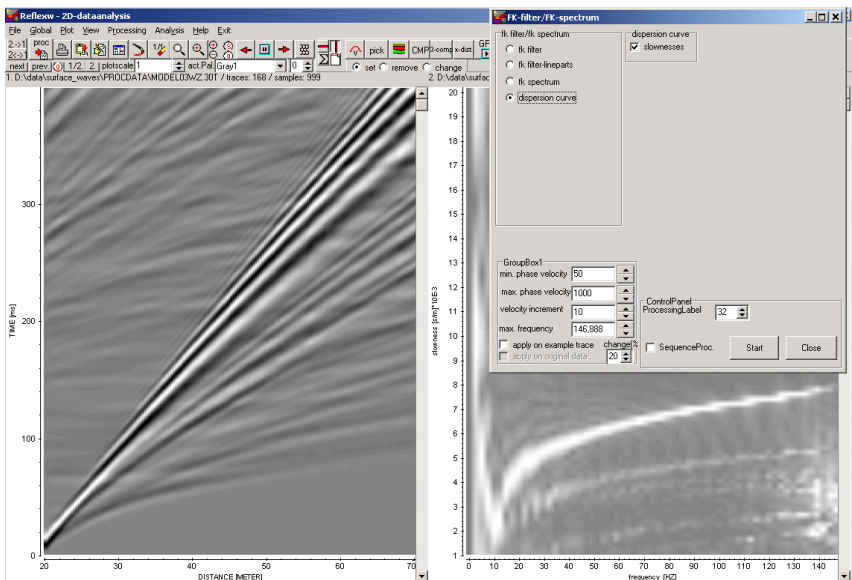 Reflexw - 2D-dataanalysis
File Global Plot View Processing Analysis Help Exit
2.->1 proc
2<->1
pick CMP 3-comp x-dist. GF
next prev. 1/2. 2. plotscale 1 act.Pal. Gray1 0 set remove change
1. D:\data\surface_waves\PROCDATA\MODEL03WZ.30T / traces: 168 / samples: 999 2. D:\data\surfac
TIME [ms]
300
200
100
0
20 30 40 50 60 70
DISTANCE [METER]
slowness [s/m]*10E-3
20
19
18
17
16
15
14
13
12
11
10
9
8
7
6
5
4
3
2
1
0 10 20 30 40 50 60 70 80 90 100 110 120 130 140
frequency [HZ]
FK-filter/FK-spectrum
fk filter/fk spectrum
fk filter
fk filter-lineparts
fk spectrum
dispersion curve
dispersion curve
slownesses
GroupBox1
min. phase velocity 50
max. phase velocity 1000
velocity increment 10
max. frequency 146,888
apply on example trace change[%
apply on original data 20
ControlPanel
ProcessingLabel 32
SequenceProc. Start Close